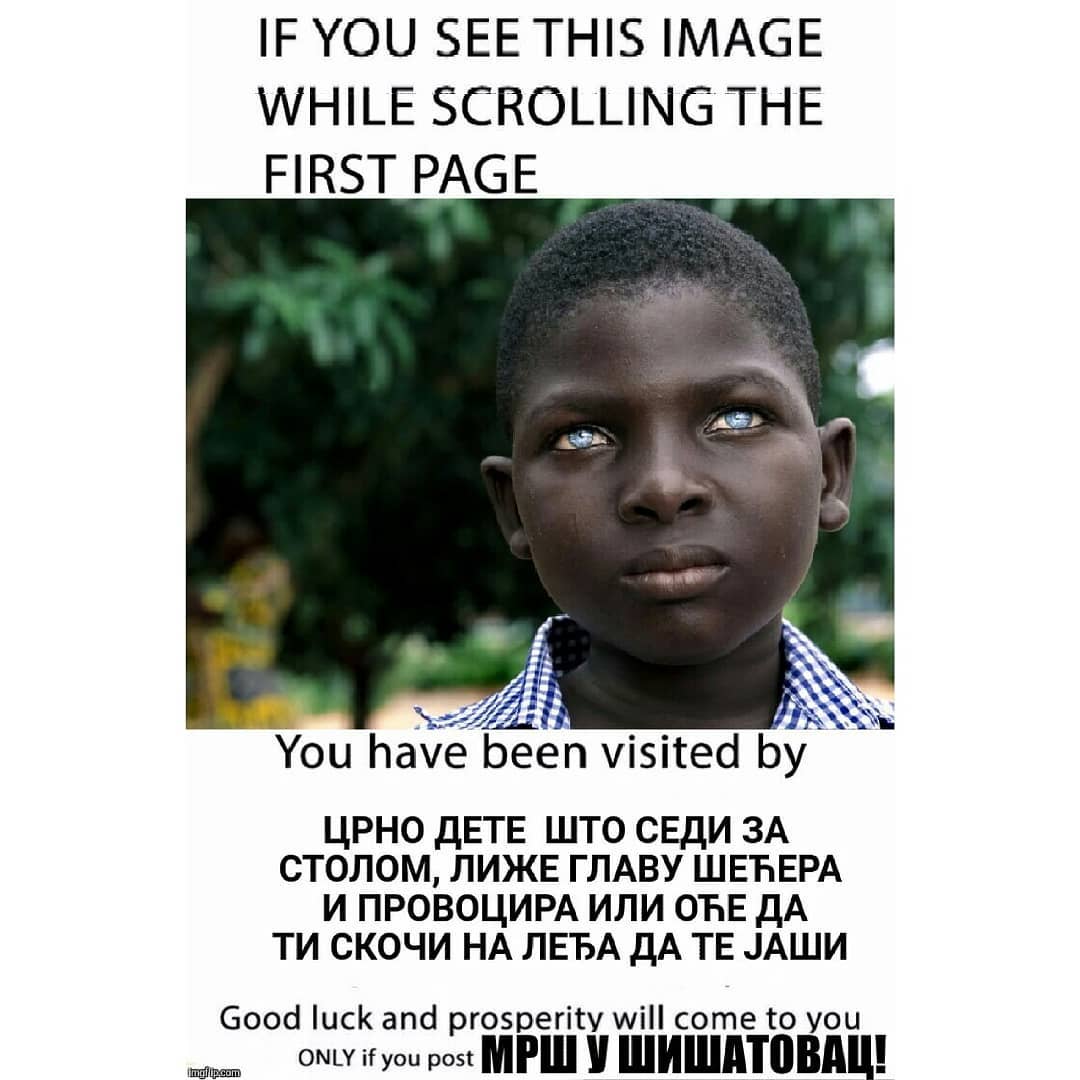 IF YOU SEE THIS IMAGE
WHILE SCROLLING THE
FIRST PAGE
You have been visited by
ЦРНО ДЕТЕ ШТО СЕДИ ЗА
СТОЛОМ, ЛИЖЕ ГЛАВУ ШЕЋЕРА
И ПРОВОЦИРА ИЛИ ОЋЕ ДА
ТИ СКОЧИ НА ЛЕЂА ДА ТЕ ЈАШИ
Good luck and prosperity will come to you
ONLY if you post МРШ У ШИШАТОВАЦ!
imgflip.com